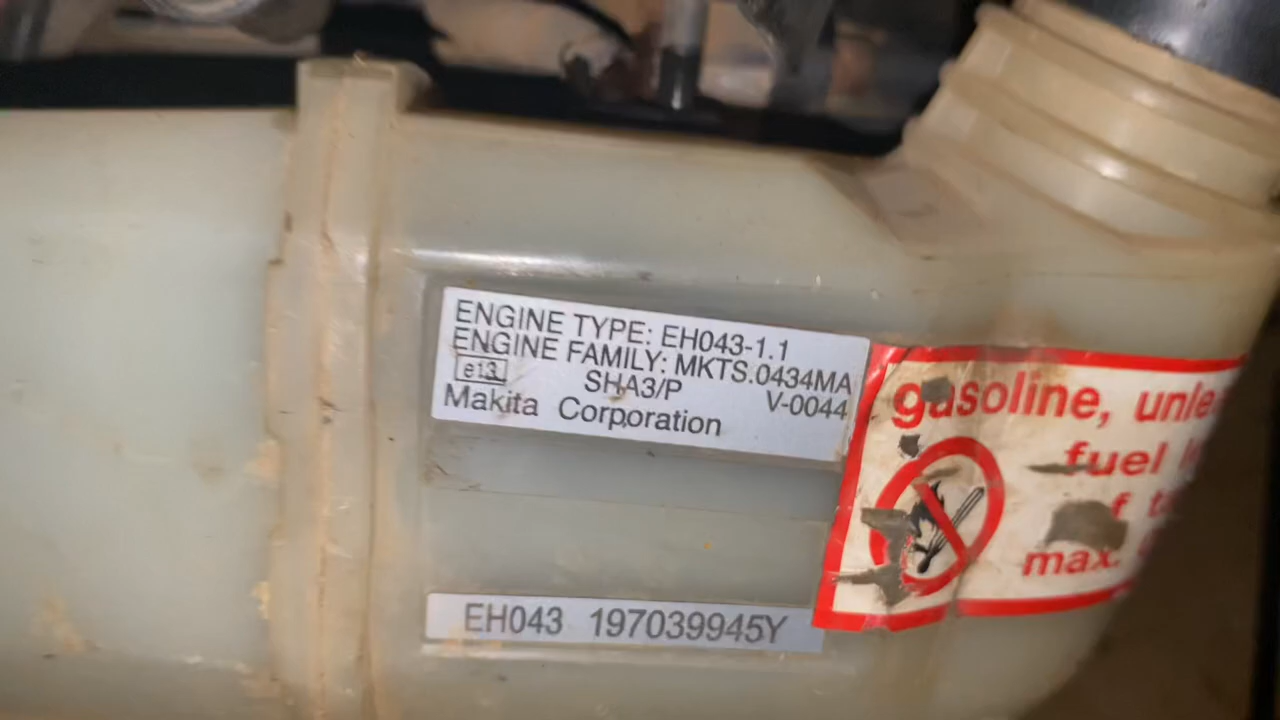 ENGINE TYPE: EH043-1.1
ENGINE FAMILY: MKTS.0434MA
e13 SHA3/P V-0044
Makita Corporation
gasoline,
fuel
max.
EH043 197039945Y